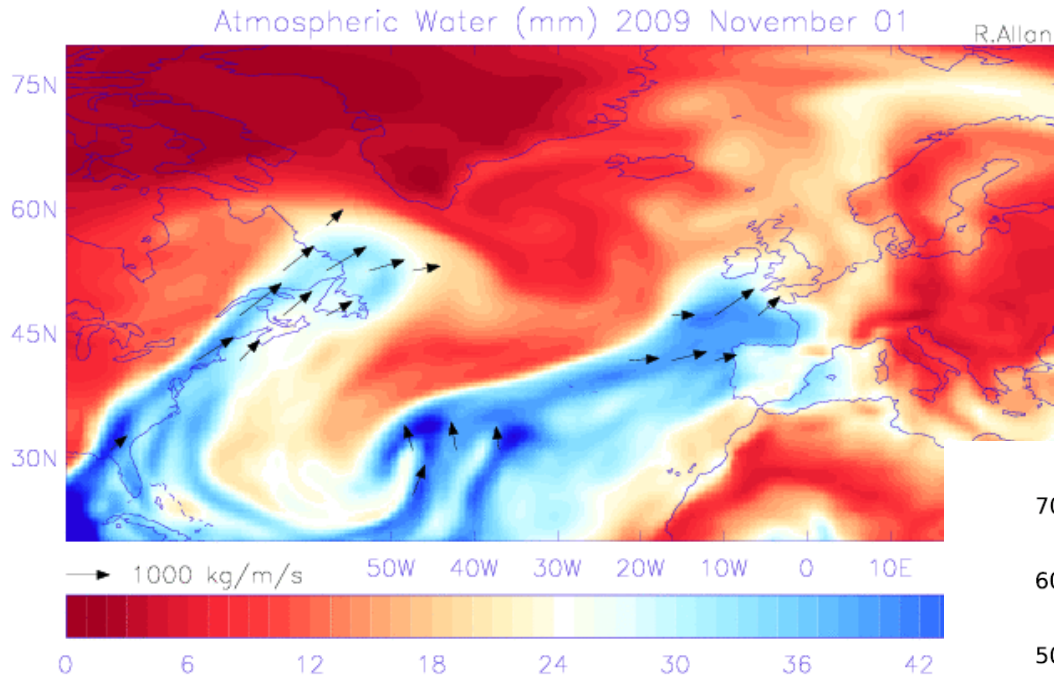 Atmospheric Water (mm) 2009 November 01
R.Allan
75N
60N
45N
30N
1000 kg/m/s
50W 40W 30W 20W 10W 0 10E
0 6 12 18 24 30 36 42